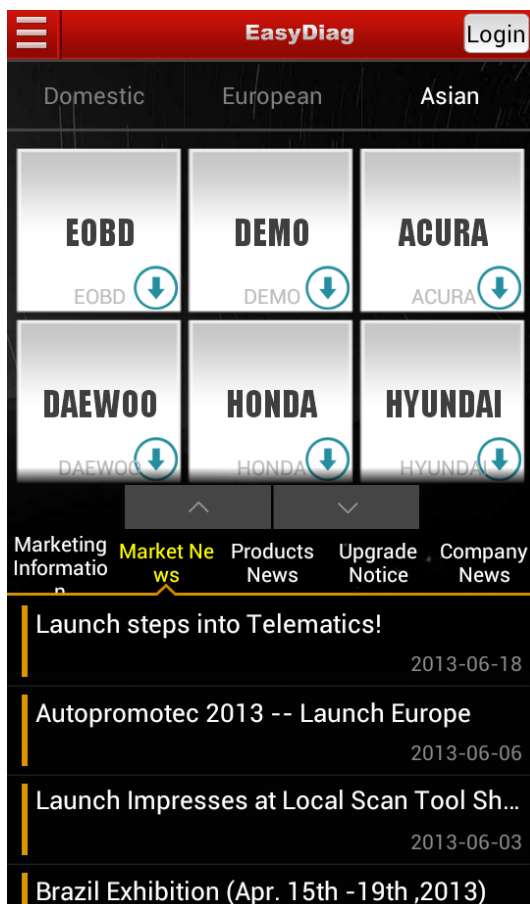 EasyDiag
Login
Domestic
European
Asian
EOBD
EOBD
DEMO
DEMO
ACURA
ACURA
DAEWOO
DAEWOO
HONDA
HONDA
HYUNDAI
HYUNDAI
Marketing
Informatio
n
Market Ne
ws
Products
News
Upgrade
Notice
Company
News
Launch steps into Telematics!
2013-06-18
Autopromotec 2013 -- Launch Europe
2013-06-06
Launch Impresses at Local Scan Tool Sh...
2013-06-03
Brazil Exhibition (Apr. 15th -19th ,2013)